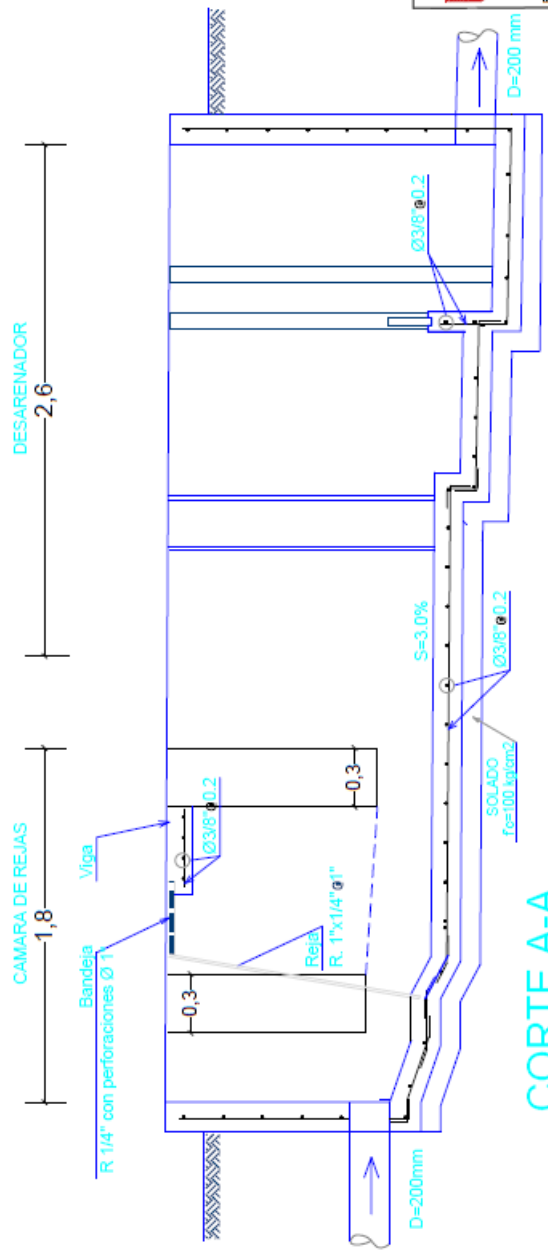 CAMARA DE REJAS
1,8
DESARENADOR
2,6
Bandeja
R 1/4" con perforaciones Ø 1"
Viga
0,3
0,3
Ø3/8"@0.2
Reja
R. 1"x1/4"@1"
S=3.0%
Ø3/8"@0.2
Ø3/8"@0.2
SOLADO
f'c=100 kg/cm2
D=200mm
D=200 mm
CORTE A-A